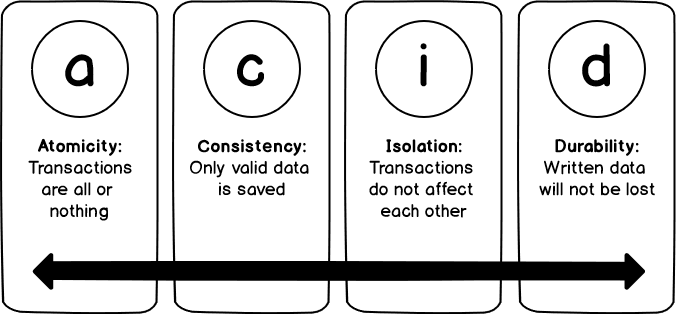 a
Atomicity:
Transactions
are all or
nothing
c
Consistency:
Only valid data
is saved
i
Isolation:
Transactions
do not affect
each other
d
Durability:
Written data
will not be lost